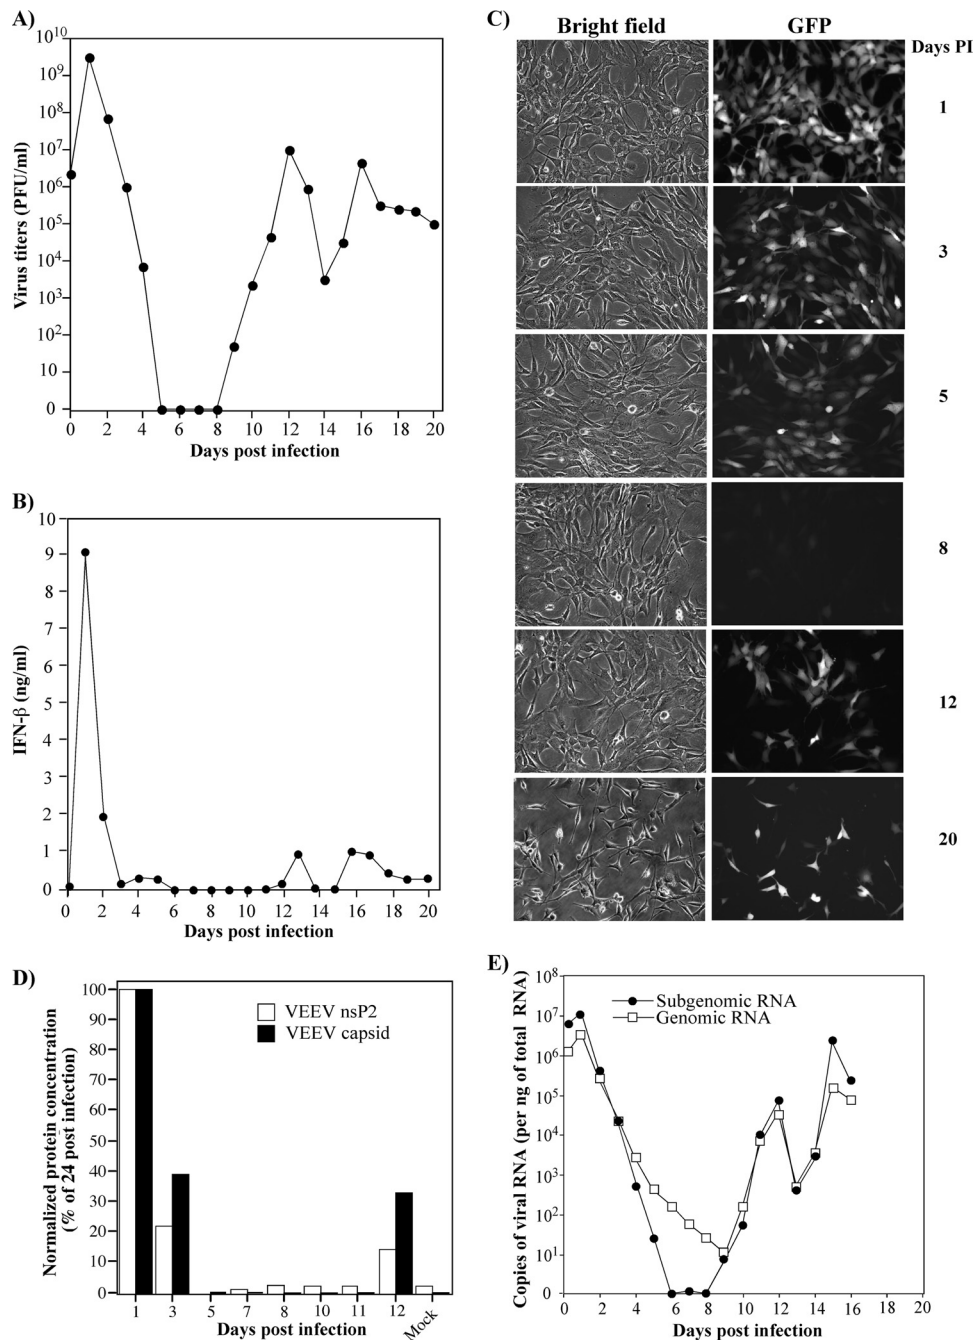 A)
10^10
10^9
10^8
10^7
10^6
10^5
10^4
10^3
10^2
10
0
Virus titers (PFU/ml)
0 2 4 6 8 10 12 14 16 18 20
Days post infection
B)
10
9
8
7
6
5
4
3
2
1
0
IFN-β (ng/ml)
0 2 4 6 8 10 12 14 16 18 20
Days post infection
C)
Bright field GFP
Days PI
1
3
5
8
12
20
D)
100
90
80
70
60
50
40
30
20
10
0
Normalized protein concentration
(% of 24 post infection)
VEEV nsP2
VEEV capsid
1 3 5 7 8 10 11 12 Mock
Days post infection
E)
10^8
10^7
10^6
10^5
10^4
10^3
10^2
10^1
0
Copies of viral RNA (per ng of total RNA)
Subgenomic RNA
Genomic RNA
0 2 4 6 8 10 12 14 16 18 20
Days post infection